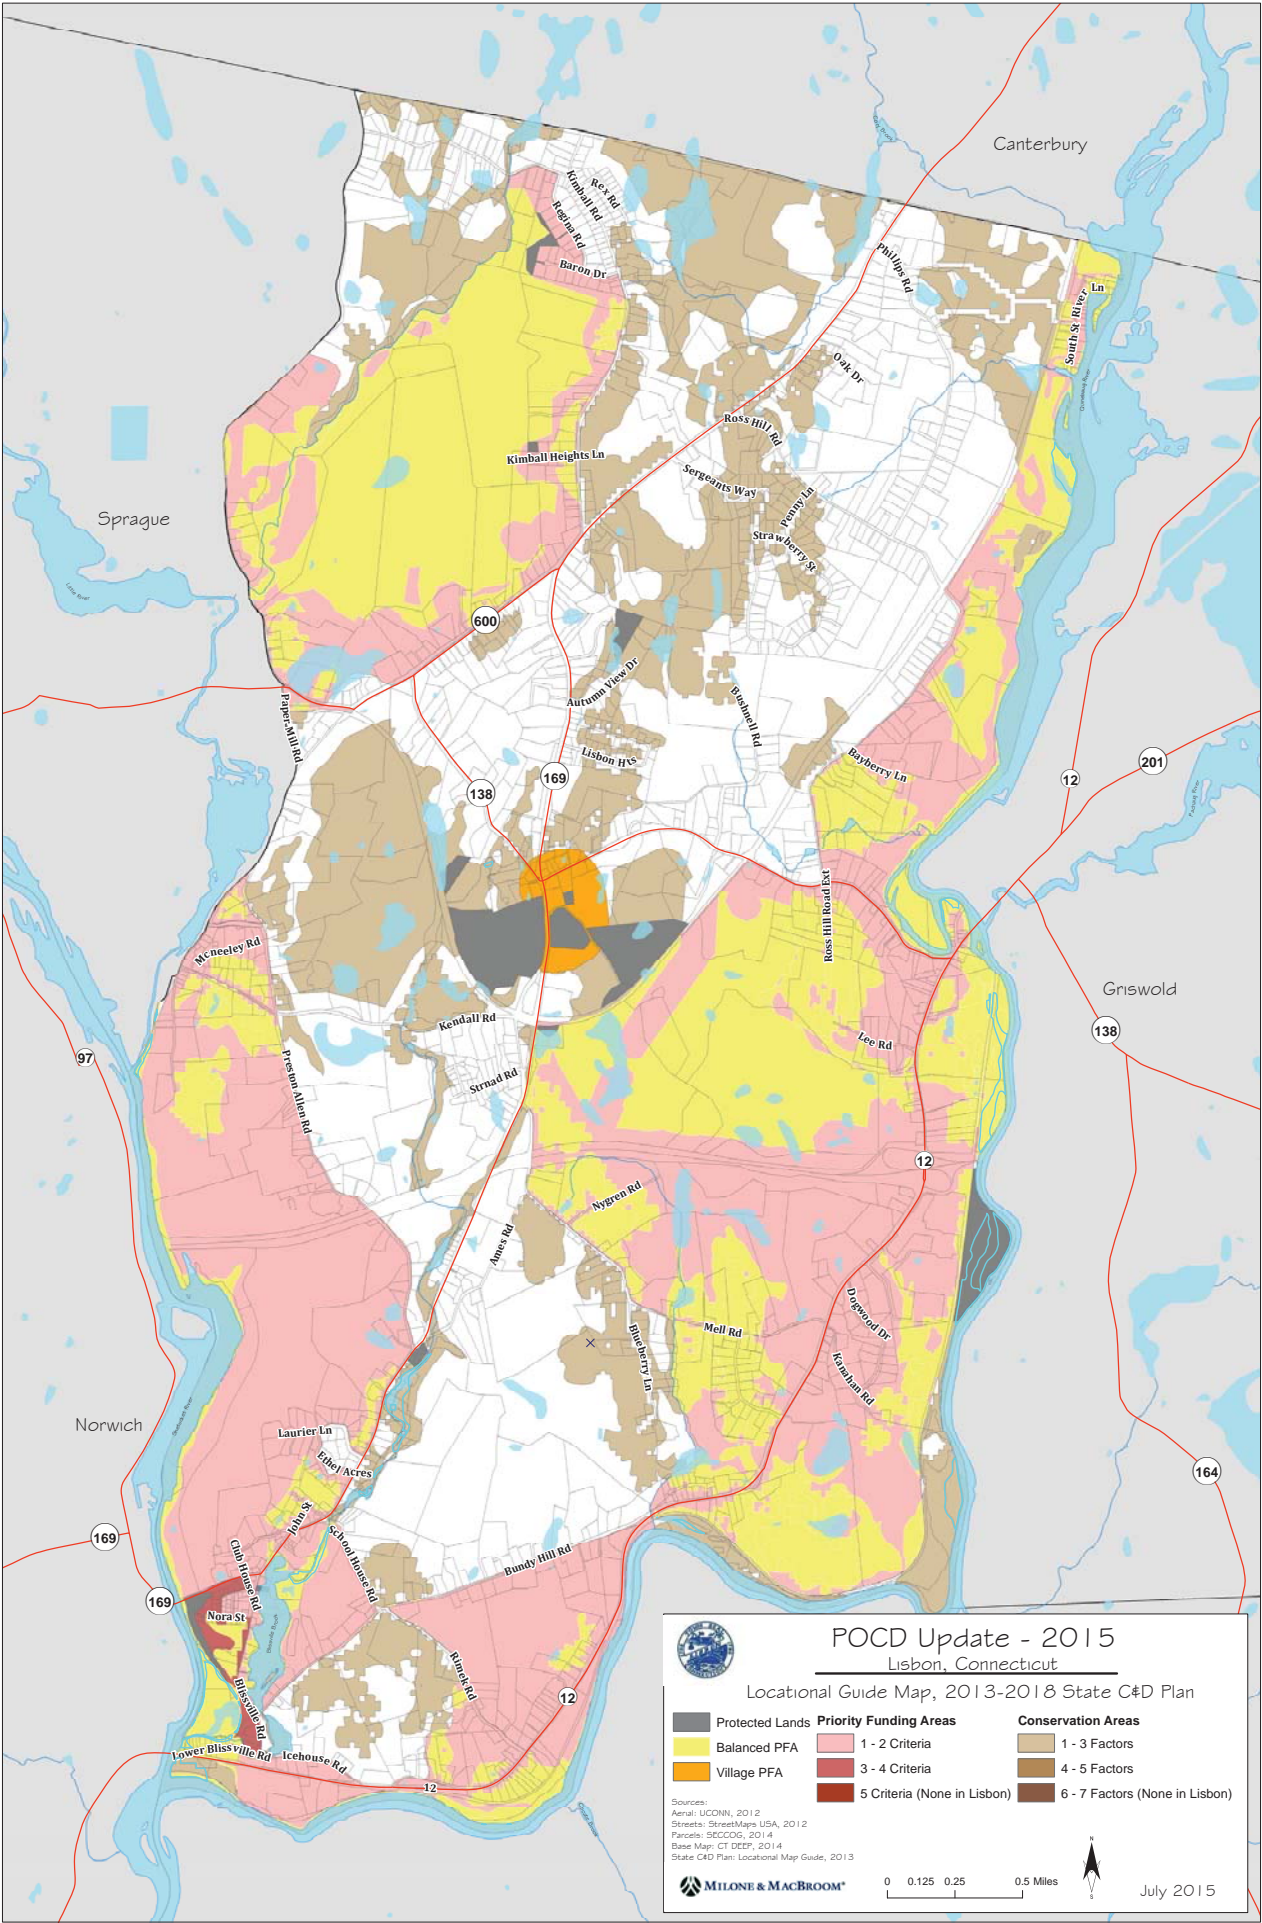 Canterbury
Rex Rd
Kimball Rd
Regina Rd
Baron Dr
Phillips Rd
South St River Ln
Oak Dr
Quinebaug River
Ross Hill Rd
Kimball Heights Ln
Sergeants Way
Penny Ln
Strawberry St
Sprague
Little River
600
Autumn View Dr
Paper Mill Rd
Bushnell Rd
Lisbon Hts
Bayberry Ln
138
169
12
201
Pachaug River
Ross Hill Road Ext
Mcneeley Rd
Griswold
Kendall Rd
Lee Rd
138
97
Strnad Rd
Preston Allen Rd
12
Nygren Rd
Ames Rd
Dogwood Dr
Mell Rd
Blueberry Ln
Kanahan Rd
Shetucket River
Norwich
Laurier Ln
Ethel Acres
164
John St
169
School House Rd
Club House Rd
Bundy Hill Rd
169
Nora St
Blissville Rd
Rimek Rd
12
Lower Blissville Rd
Icehouse Rd
12
POCD Update - 2015
Lisbon, Connecticut
Locational Guide Map, 2013-2018 State C&D Plan
Protected Lands
Balanced PFA
Village PFA
Priority Funding Areas
1 - 2 Criteria
3 - 4 Criteria
5 Criteria (None in Lisbon)
Conservation Areas
1 - 3 Factors
4 - 5 Factors
6 - 7 Factors (None in Lisbon)
Sources:
Aerial: UCONN, 2012
Streets: StreetMaps USA, 2012
Parcels: SECCOG, 2014
Base Map: CT DEEP, 2014
State C&D Plan: Locational Map Guide, 2013
MILONE & MACBROOM®
0 0.125 0.25 0.5 Miles
N
S
July 2015